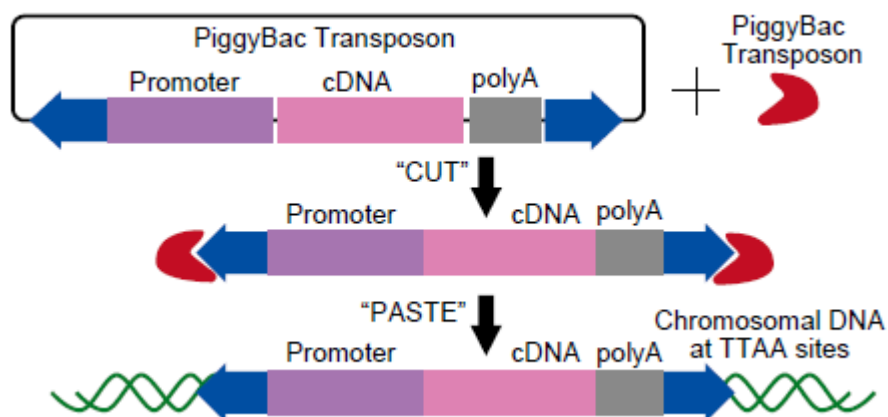 PiggyBac Transposon
PiggyBac
Transposon
Promoter cDNA polyA
"CUT"
Promoter cDNA polyA
"PASTE"
Chromosomal DNA
at TTAA sites
Promoter cDNA polyA